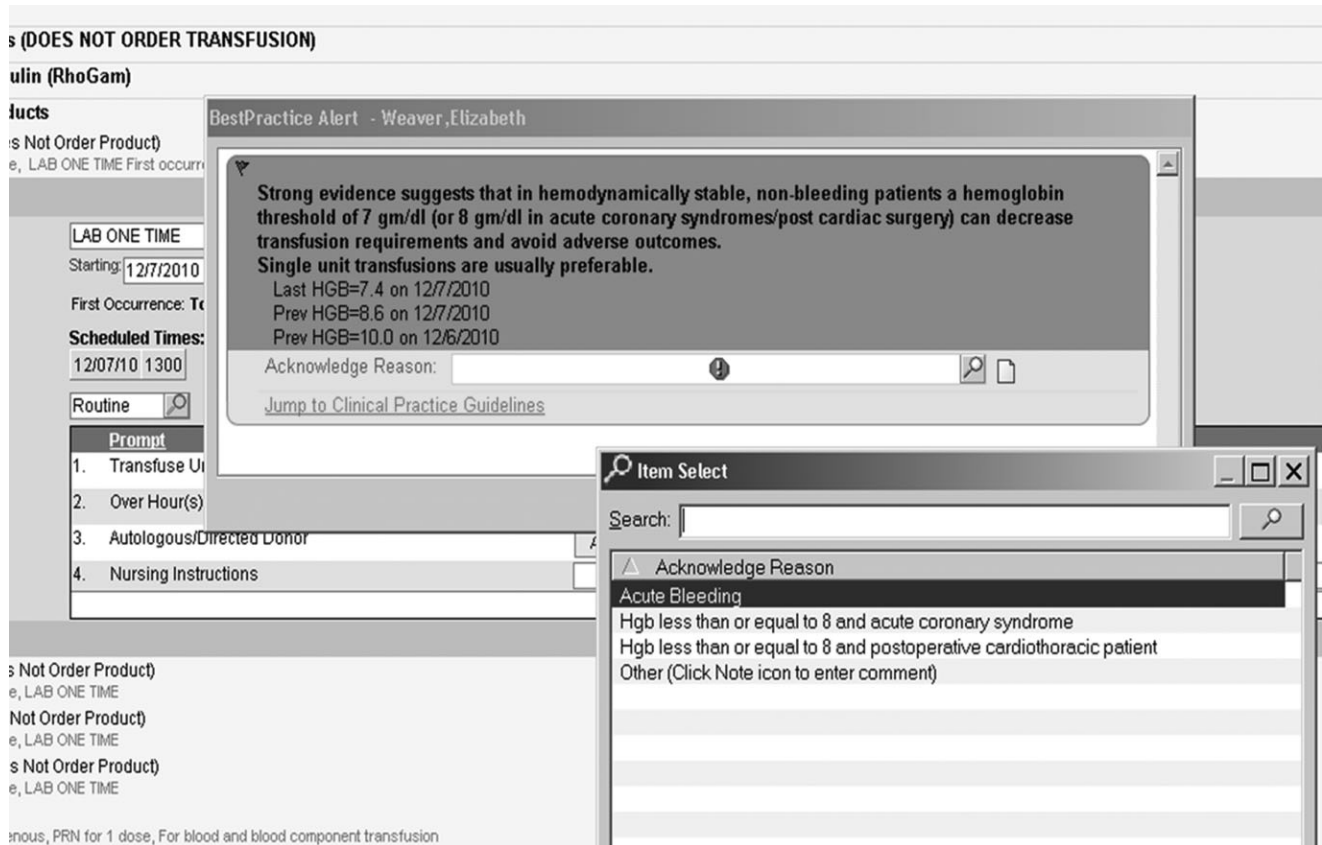 s (DOES NOT ORDER TRANSFUSION)
ulin (RhoGam)
ducts
es Not Order Product)
e, LAB ONE TIME First occurr
BestPractice Alert - Weaver,Elizabeth
Strong evidence suggests that in hemodynamically stable, non-bleeding patients a hemoglobin
threshold of 7 gm/dl (or 8 gm/dl in acute coronary syndromes/post cardiac surgery) can decrease
transfusion requirements and avoid adverse outcomes.
Single unit transfusions are usually preferable.
Last HGB=7.4 on 12/7/2010
Prev HGB=8.6 on 12/7/2010
Prev HGB=10.0 on 12/6/2010
Acknowledge Reason:
Jump to Clinical Practice Guidelines
LAB ONE TIME
Starting: 12/7/2010
First Occurrence: To
Scheduled Times:
12/07/10 1300
Routine
Prompt
1. Transfuse Un
2. Over Hour(s)
3. Autologous/Directed Donor
4. Nursing Instructions
Item Select
Search:
Acknowledge Reason
Acute Bleeding
Hgb less than or equal to 8 and acute coronary syndrome
Hgb less than or equal to 8 and postoperative cardiothoracic patient
Other (Click Note icon to enter comment)
s Not Order Product)
e, LAB ONE TIME
Not Order Product)
e, LAB ONE TIME
s Not Order Product)
e, LAB ONE TIME
enous, PRN for 1 dose, For blood and blood component transfusion